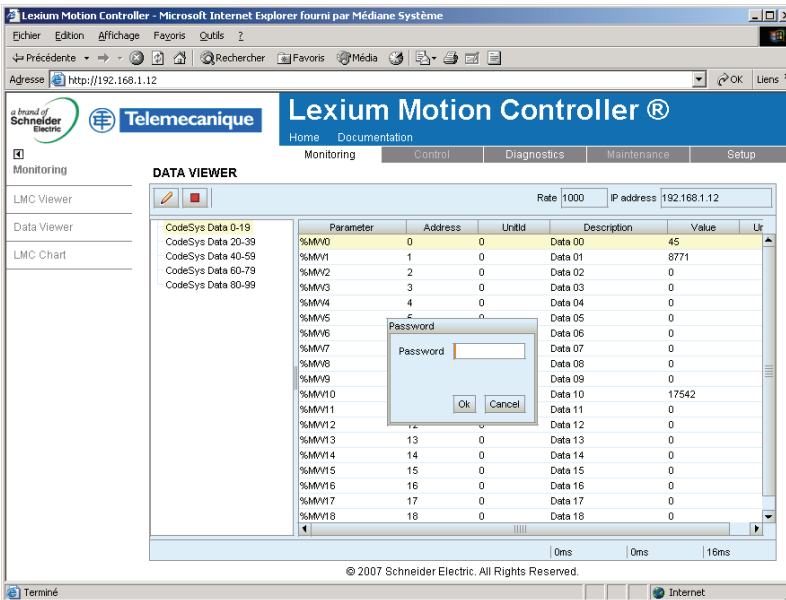 Lexium Motion Controller - Microsoft Internet Explorer fourni par Médiane Système
Fichier Edition Affichage Favoris Outils ?
Précédente Rechercher Favoris Média
Adresse http://192.168.1.12 OK Liens
a brand of
Schneider
Electric
Telemecanique
Lexium Motion Controller ®
Home Documentation
Monitoring Control Diagnostics Maintenance Setup
Monitoring
LMC Viewer
Data Viewer
LMC Chart
DATA VIEWER
Rate 1000 IP address 192.168.1.12
CodeSys Data 0-19
CodeSys Data 20-39
CodeSys Data 40-59
CodeSys Data 60-79
CodeSys Data 80-99
Parameter Address UnitId Description Value Ur
%MW0 0 0 Data 00 45
%MW1 1 0 Data 01 8771
%MW2 2 0 Data 02 0
%MW3 3 0 Data 03 0
%MW4 4 0 Data 04 0
%MW5 Data 05 0
%MW6 Data 06 0
%MW7 Data 07 0
%MW8 Data 08 0
%MW9 Data 09 0
%MW10 Data 10 17542
%MW11 Data 11 0
%MW12 12 0 Data 12 0
%MW13 13 0 Data 13 0
%MW14 14 0 Data 14 0
%MW15 15 0 Data 15 0
%MW16 16 0 Data 16 0
%MW17 17 0 Data 17 0
%MW18 18 0 Data 18 0
Password
Password
Ok Cancel
0ms 0ms 16ms
© 2007 Schneider Electric. All Rights Reserved.
Terminé Internet